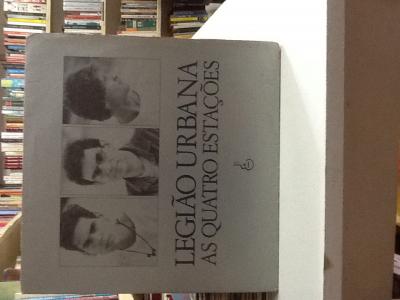 LEGIÃO URBANA
AS QUATRO ESTAÇÕES